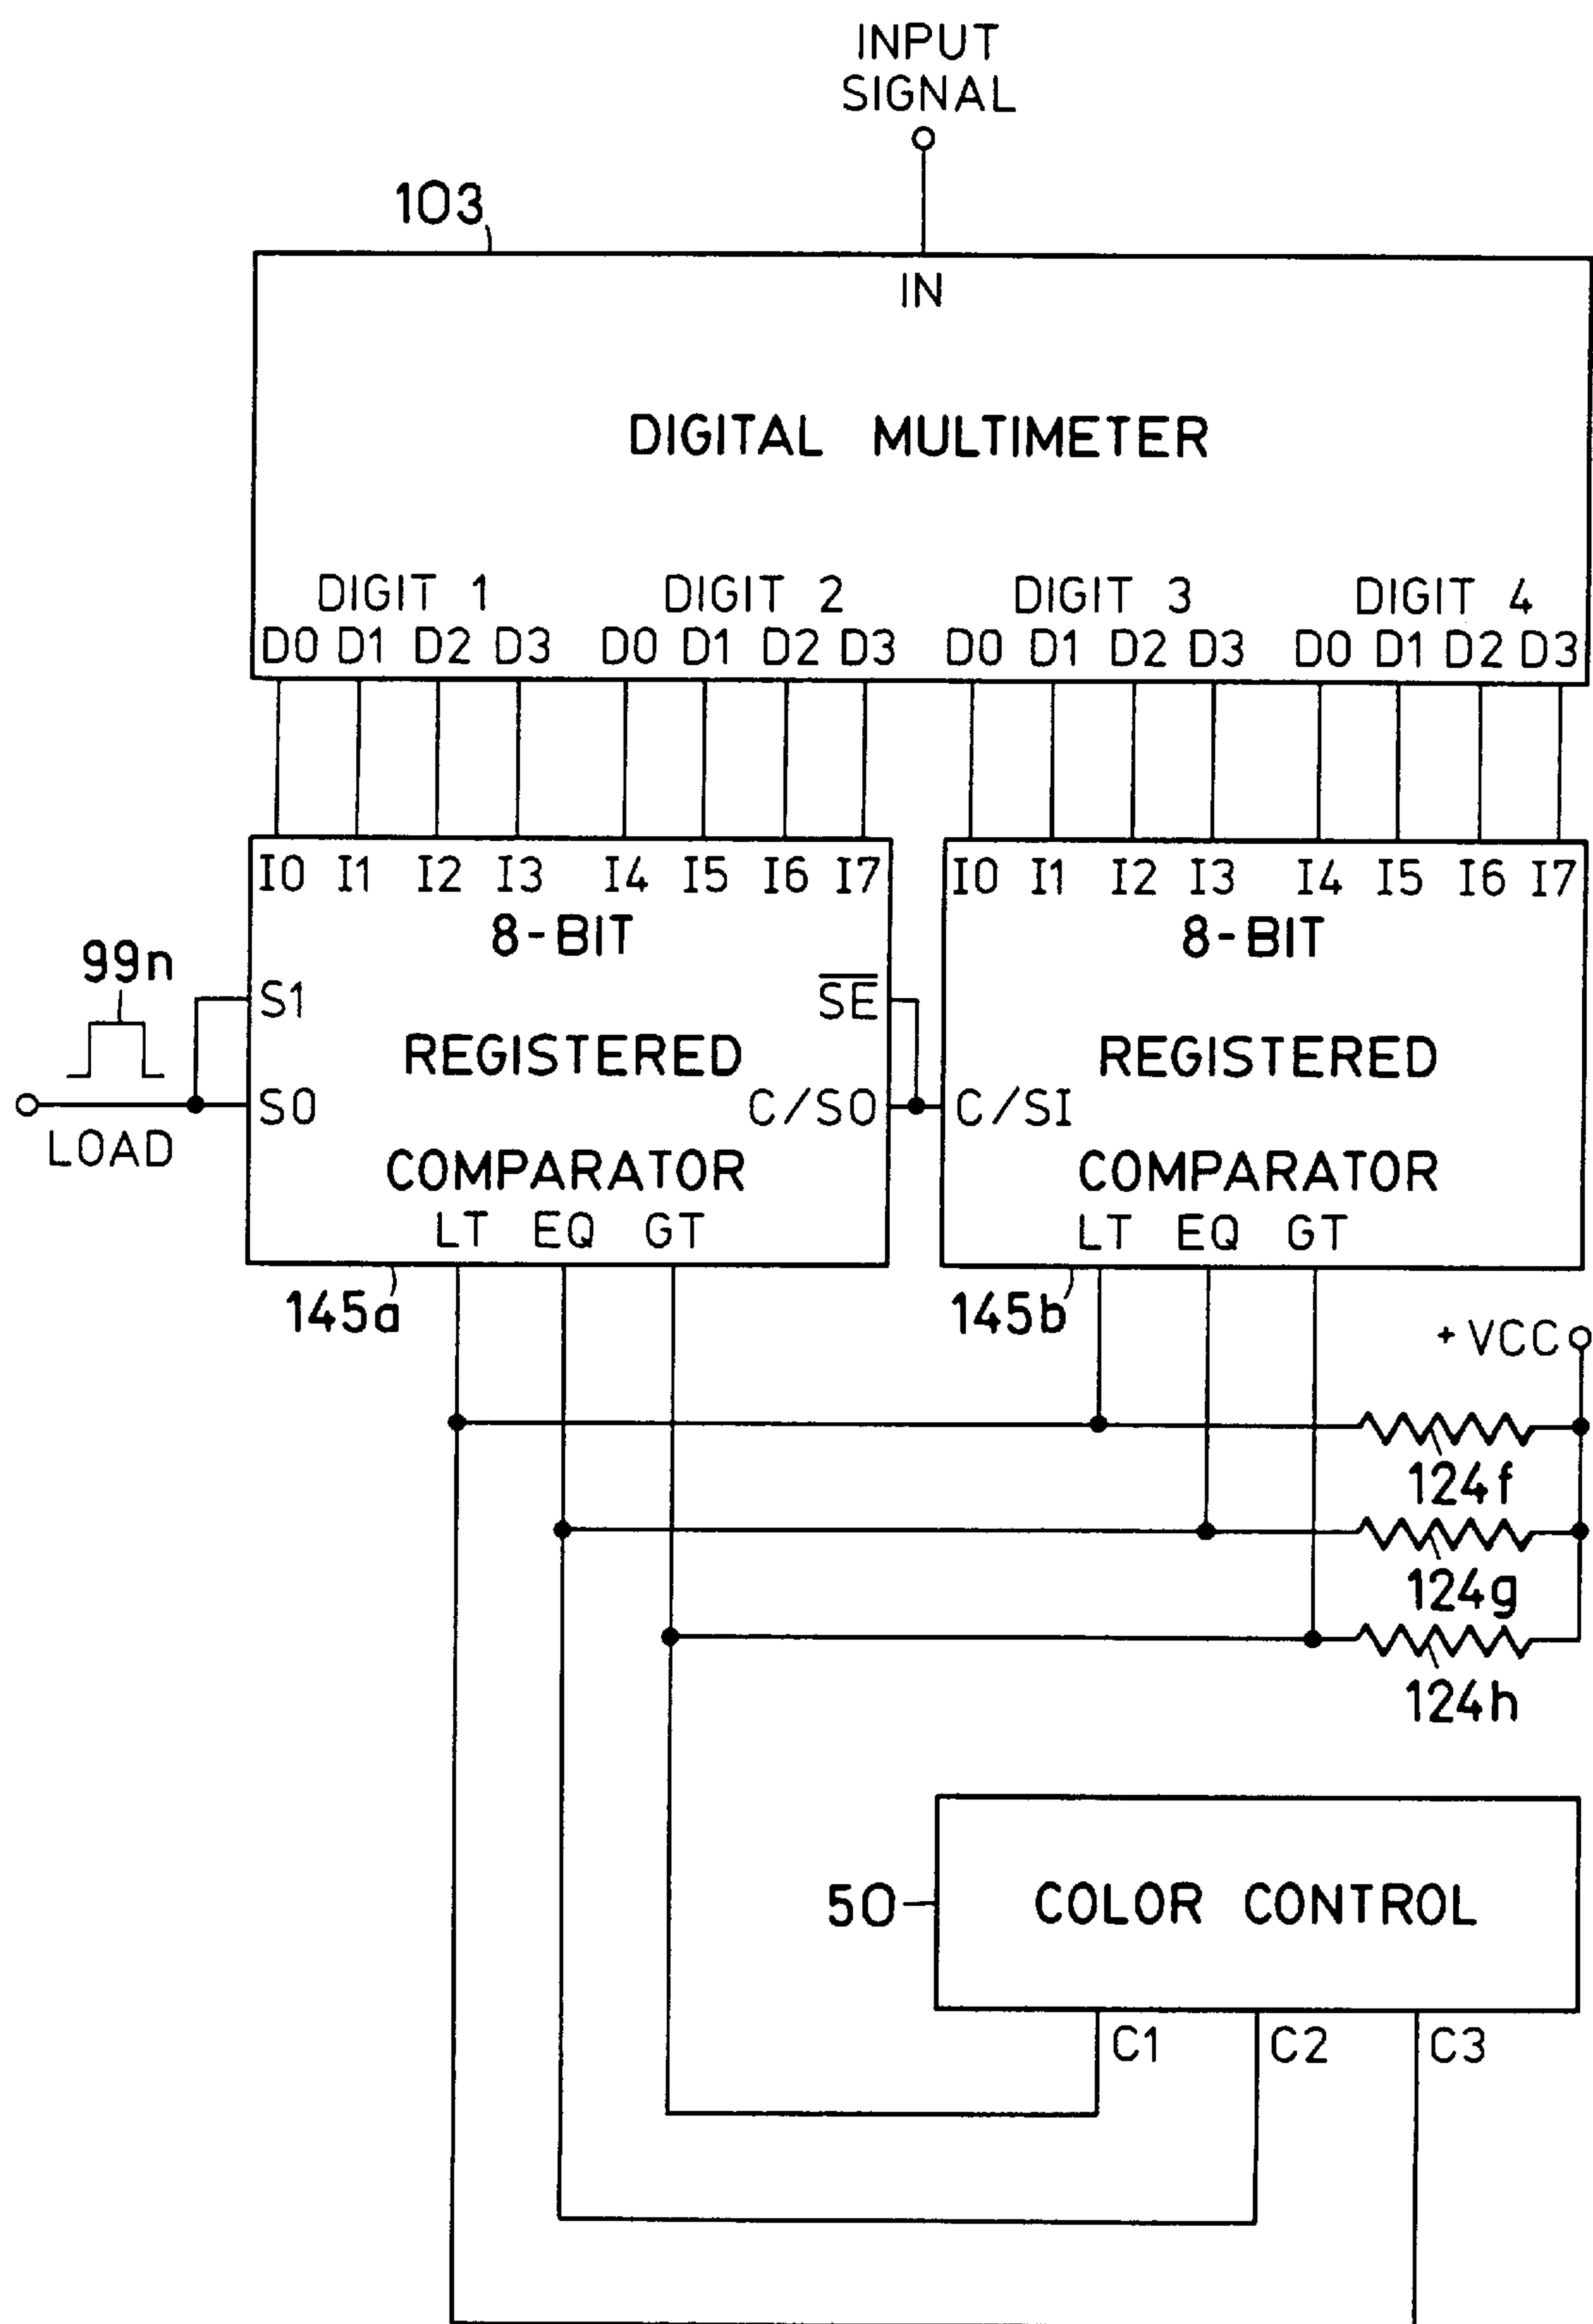 INPUT
SIGNAL
103
IN
DIGITAL MULTIMETER
DIGIT 1 DIGIT 2 DIGIT 3 DIGIT 4
D0 D1 D2 D3 D0 D1 D2 D3 D0 D1 D2 D3 D0 D1 D2 D3
I0 I1 I2 I3 I4 I5 I6 I7 I0 I1 I2 I3 I4 I5 I6 I7
8-BIT 8-BIT
99n
S1 SE
REGISTERED REGISTERED
S0 C/SO C/SI
LOAD
COMPARATOR COMPARATOR
LT EQ GT LT EQ GT
145a 145b
+VCC
124f
124g
124h
50 COLOR CONTROL
C1 C2 C3